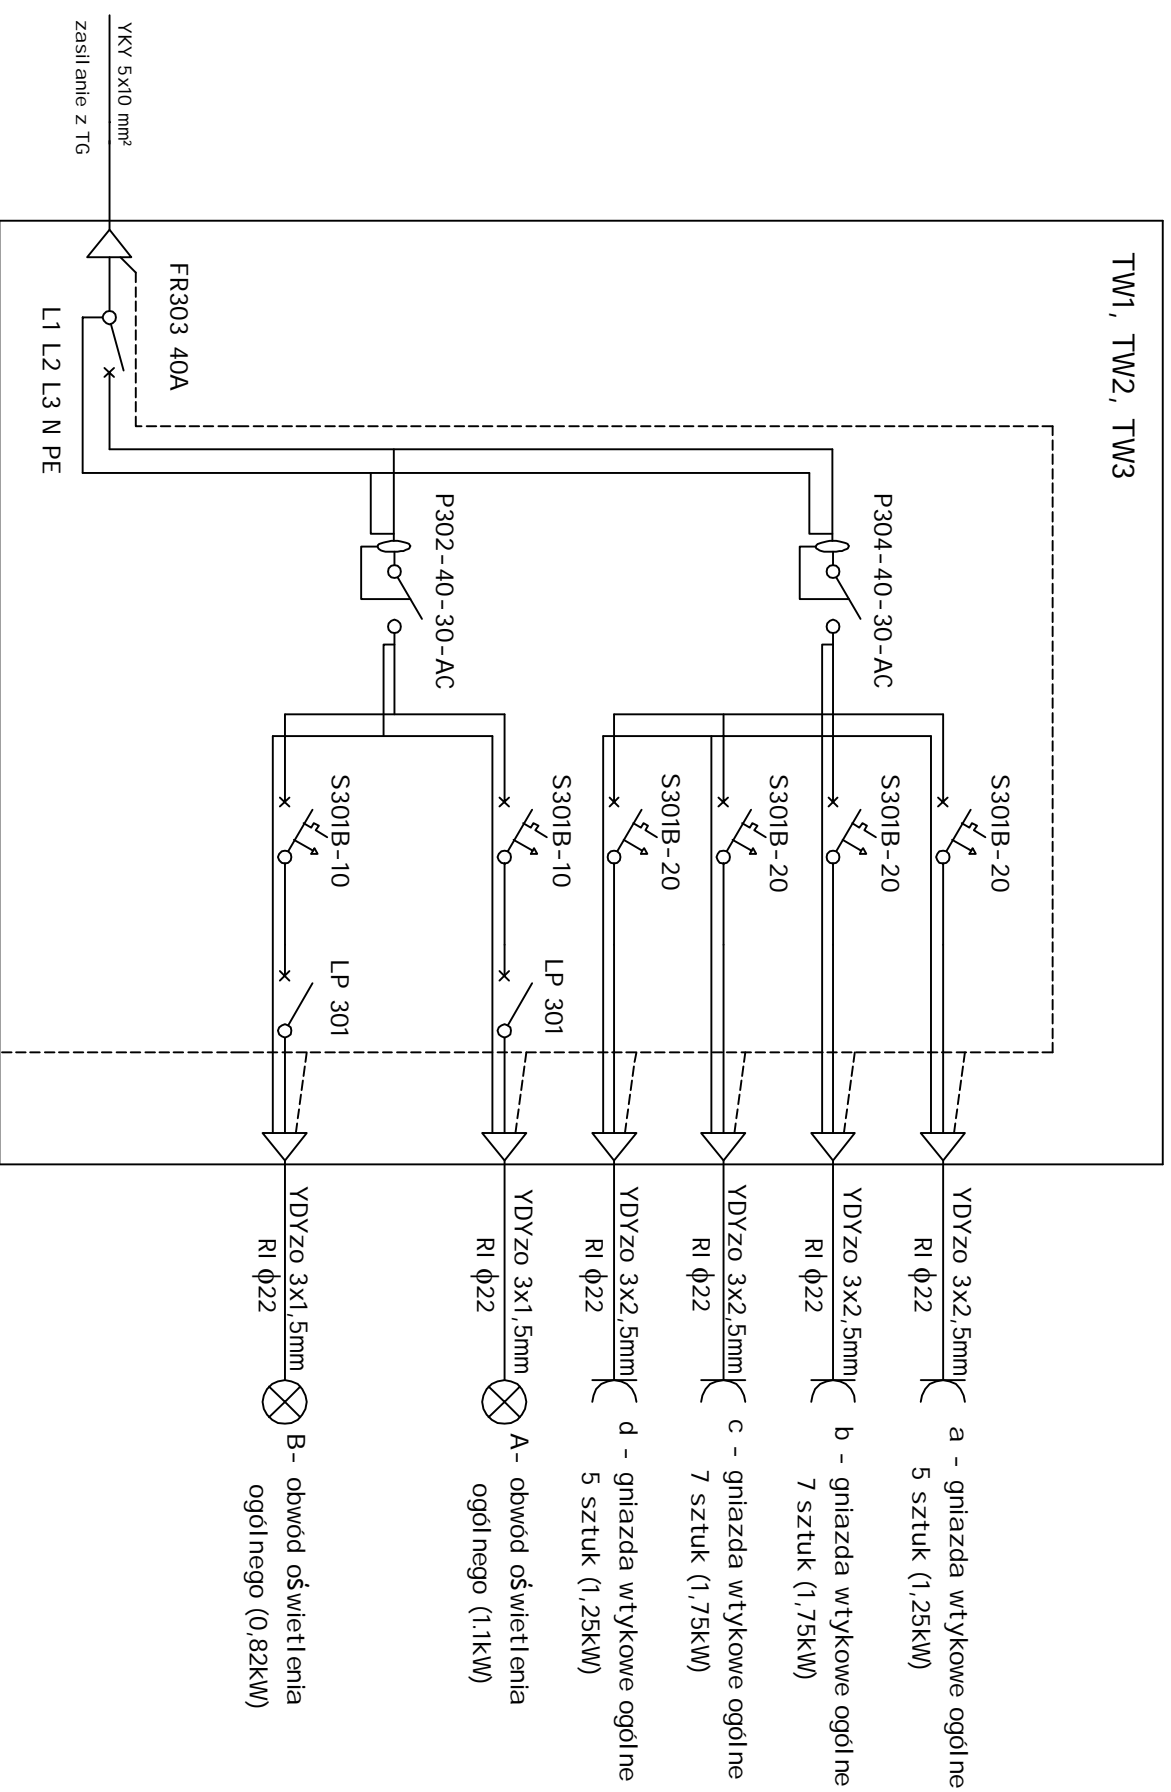 TW1, TW2, TW3
YKY 5x10 mm²
zasilanie z TG
FR303 40A
L1 L2 L3 N PE
P304-40-30-AC
P302-40-30-AC
S301B-20
S301B-20
S301B-20
S301B-20
S301B-10
S301B-10
LP 301
LP 301
YDYzo 3x2,5mm
RI ϕ22
a - gniazda wtykowe ogólne
5 sztuk (1,25kW)
YDYzo 3x2,5mm
RI ϕ22
b - gniazda wtykowe ogólne
7 sztuk (1,75kW)
YDYzo 3x2,5mm
RI ϕ22
c - gniazda wtykowe ogólne
7 sztuk (1,75kW)
YDYzo 3x2,5mm
RI ϕ22
d - gniazda wtykowe ogólne
5 sztuk (1,25kW)
YDYzo 3x1,5mm
RI ϕ22
A- obwód oświetlenia
ogólnego (1.1kW)
YDYzo 3x1,5mm
RI ϕ22
B- obwód oświetlenia
ogólnego (0,82kW)